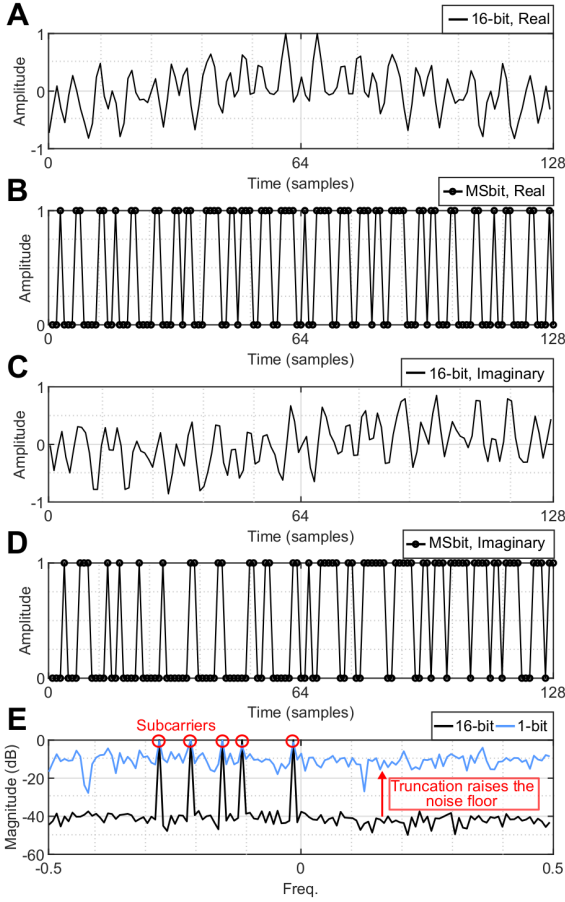 A
16-bit, Real
1
0
-1
Amplitude
0
64
128
Time (samples)
B
MSbit, Real
1
0
Amplitude
0
64
128
Time (samples)
C
16-bit, Imaginary
1
0
-1
Amplitude
0
64
128
Time (samples)
D
MSbit, Imaginary
1
0
Amplitude
0
64
128
Time (samples)
E
Subcarriers
16-bit
1-bit
0
-20
-40
-60
Magnitude (dB)
Truncation raises the
noise floor
-0.5
0
0.5
Freq.